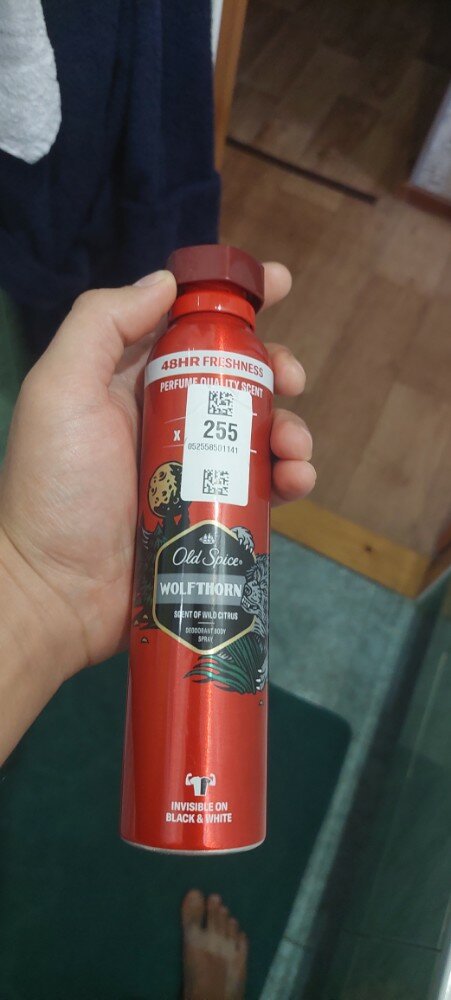 48HR FRESHNESS
PERFUME QUALITY SCENT
X
255
052558501141
Old Spice
WOLFTHORN
SCENT OF WILD CITRUS
DEODORANT BODY
SPRAY
INVISIBLE ON
BLACK & WHITE